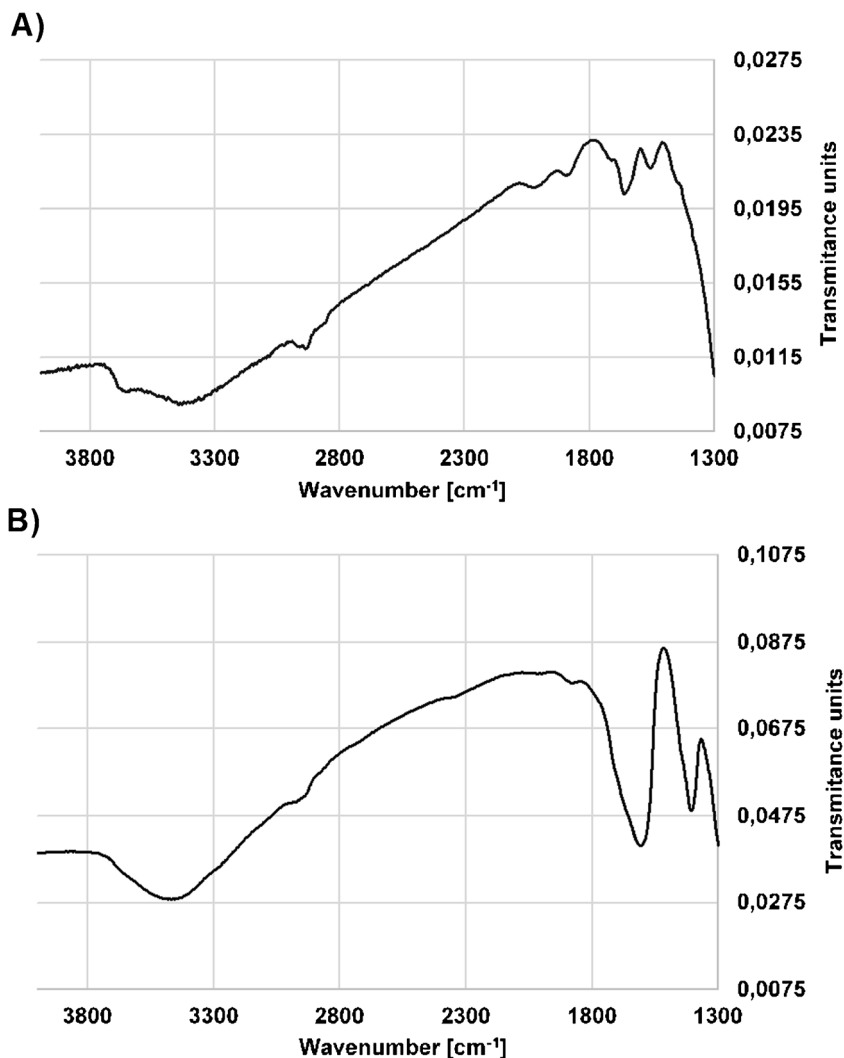 A)
0,0275
0,0235
0,0195
0,0155
0,0115
0,0075
Transmitance units
3800 3300 2800 2300 1800 1300
Wavenumber [cm-1]
B)
0,1075
0,0875
0,0675
0,0475
0,0275
0,0075
Transmitance units
3800 3300 2800 2300 1800 1300
Wavenumber [cm-1]